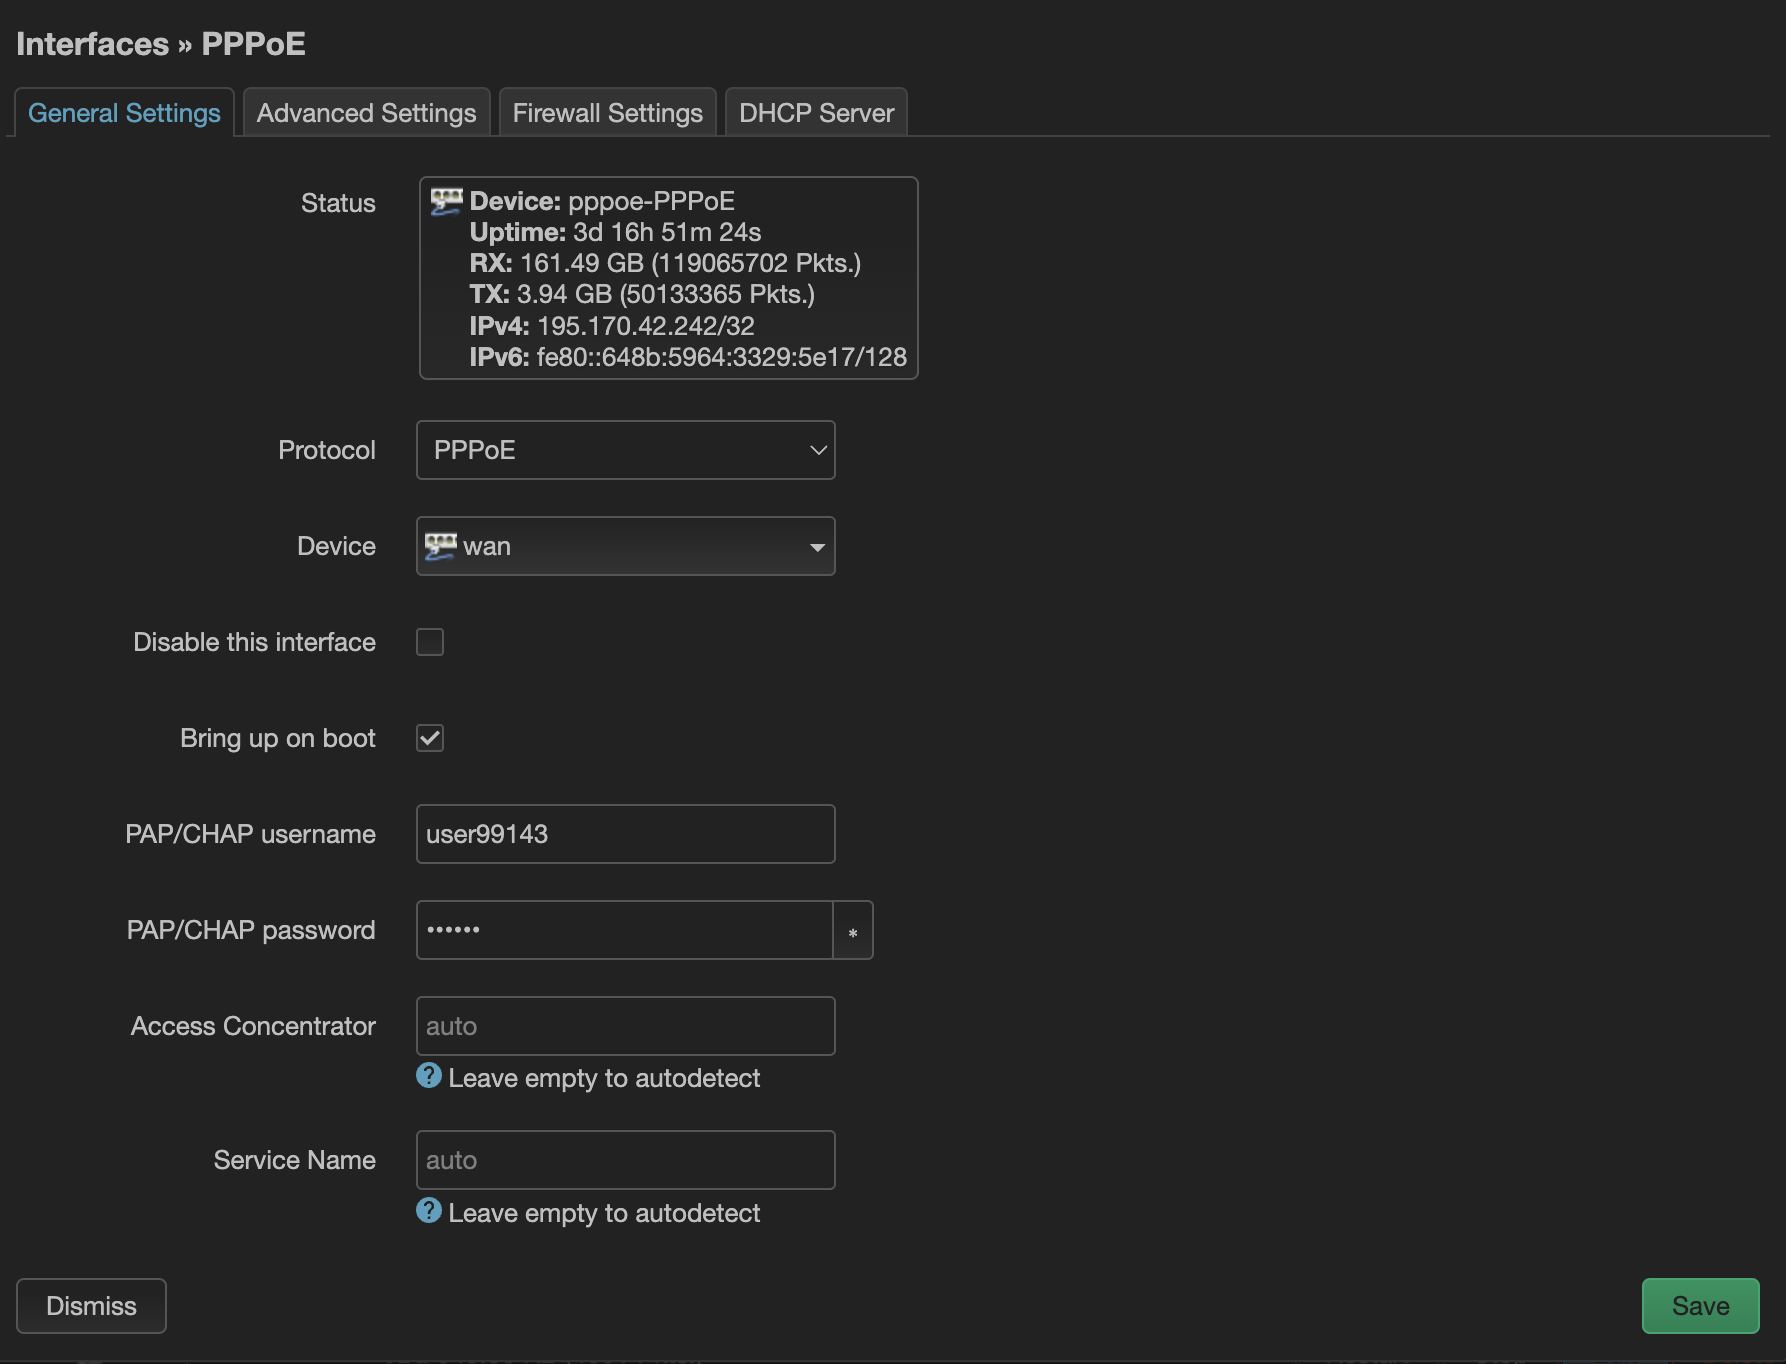 Interfaces » PPPoE
General Settings
Advanced Settings
Firewall Settings
DHCP Server
Status
Device: pppoe-PPPoE
Uptime: 3d 16h 51m 24s
RX: 161.49 GB (119065702 Pkts.)
TX: 3.94 GB (50133365 Pkts.)
IPv4: 195.170.42.242/32
IPv6: fe80::648b:5964:3329:5e17/128
Protocol
PPPoE
Device
wan
Disable this interface
Bring up on boot
PAP/CHAP username
user99143
PAP/CHAP password
••••••
*
Access Concentrator
auto
Leave empty to autodetect
Service Name
auto
Leave empty to autodetect
Dismiss
Save